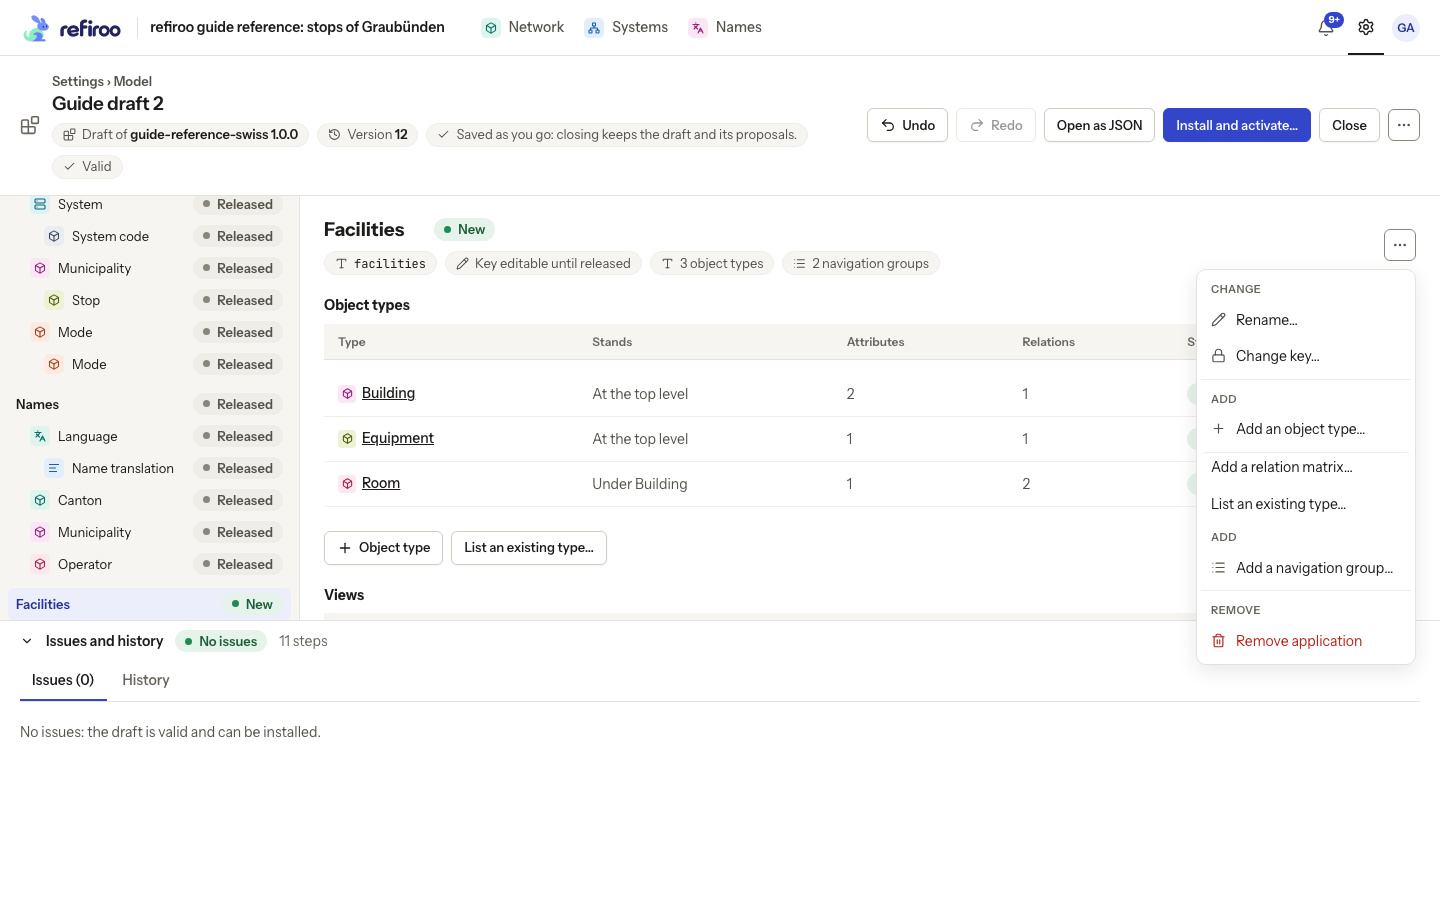 refiroo
refiroo guide reference: stops of Graubünden
Network
Systems
Names
9+
GA
Settings › Model
Guide draft 2
Draft of guide-reference-swiss 1.0.0
Version 12
Saved as you go: closing keeps the draft and its proposals.
Valid
Undo
Redo
Open as JSON
Install and activate...
Close
System Released
System code Released
Municipality Released
Stop Released
Mode Released
Mode Released
Names Released
Language Released
Name translation Released
Canton Released
Municipality Released
Operator Released
Facilities New
Facilities New
facilities
Key editable until released
3 object types
2 navigation groups
Object types
Type Stands Attributes Relations
Building At the top level 2 1
Equipment At the top level 1 1
Room Under Building 1 2
Object type
List an existing type...
Views
CHANGE
Rename...
Change key...
ADD
Add an object type...
Add a relation matrix...
List an existing type...
ADD
Add a navigation group...
REMOVE
Remove application
Issues and history No issues 11 steps
Issues (0)
History
No issues: the draft is valid and can be installed.